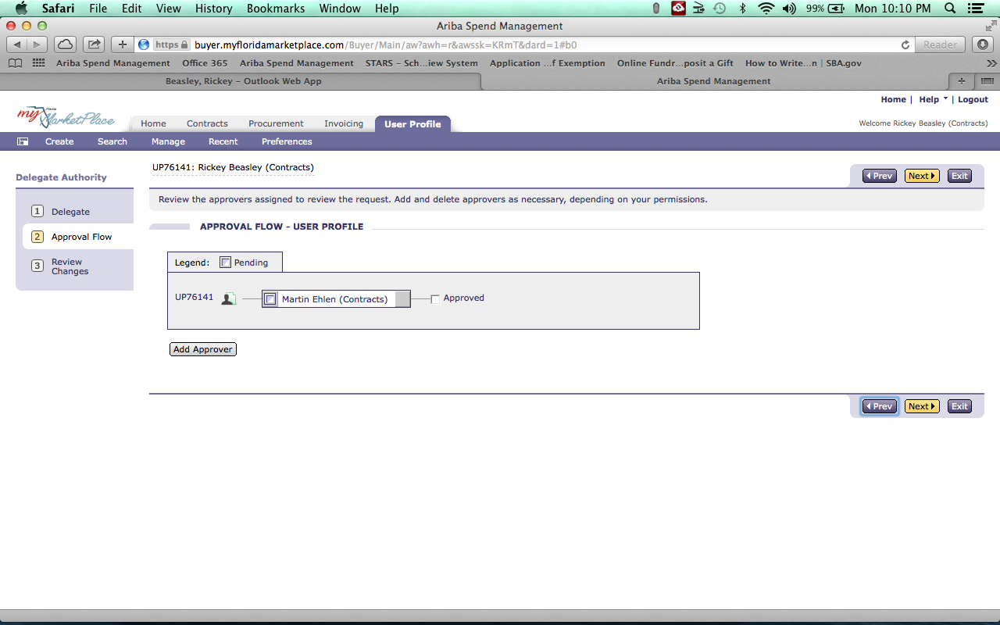 Safari File Edit View History Bookmarks Window Help 99% Mon 10:10 PM
Ariba Spend Management
https buyer.myfloridamarketplace.com/Buyer/Main/aw?awh=r&awssk=KRmT&dard=1#b0 Reader
Ariba Spend Management Office 365 Ariba Spend Management STARS – Sch...iew System Application ...f Exemption Online Fundr...posit a Gift How to Write...n | SBA.gov
Beasley, Rickey – Outlook Web App Ariba Spend Management
Home | Help | Logout
my Florida MarketPlace
Home Contracts Procurement Invoicing User Profile
Welcome Rickey Beasley (Contracts)
Create Search Manage Recent Preferences
UP76141: Rickey Beasley (Contracts)
Delegate Authority
Prev Next Exit
Review the approvers assigned to review the request. Add and delete approvers as necessary, depending on your permissions.
1 Delegate
2 Approval Flow
3 Review
Changes
APPROVAL FLOW - USER PROFILE
Legend: Pending
UP76141 Martin Ehlen (Contracts) Approved
Add Approver
Prev Next Exit